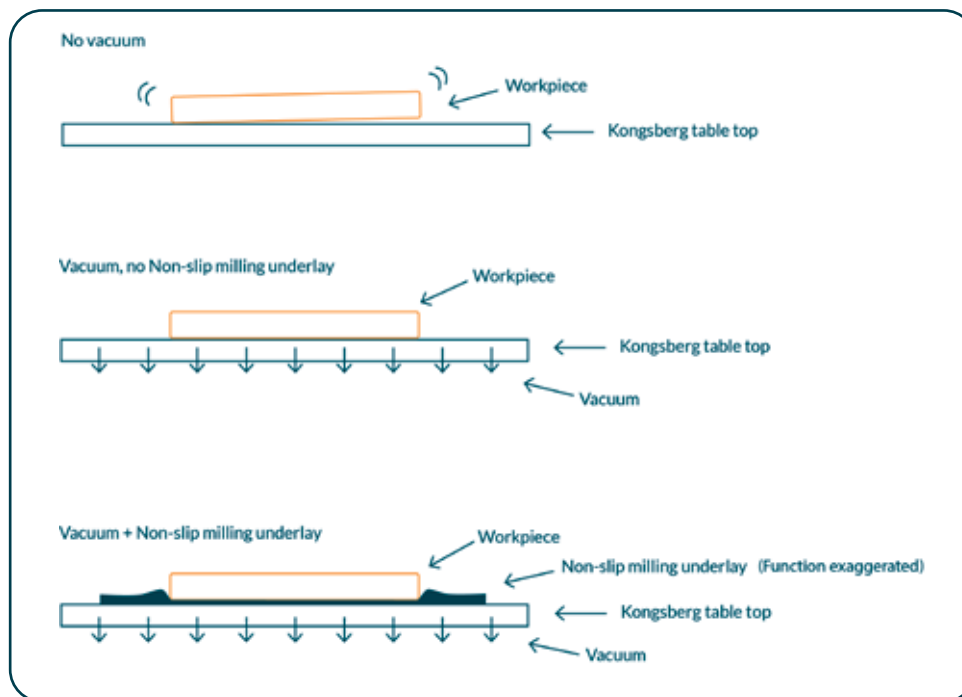 No vacuum
Workpiece
Kongsberg table top
Vacuum, no Non-slip milling underlay
Workpiece
Kongsberg table top
Vacuum
Vacuum + Non-slip milling underlay
Workpiece
Non-slip milling underlay (Function exaggerated)
Kongsberg table top
Vacuum